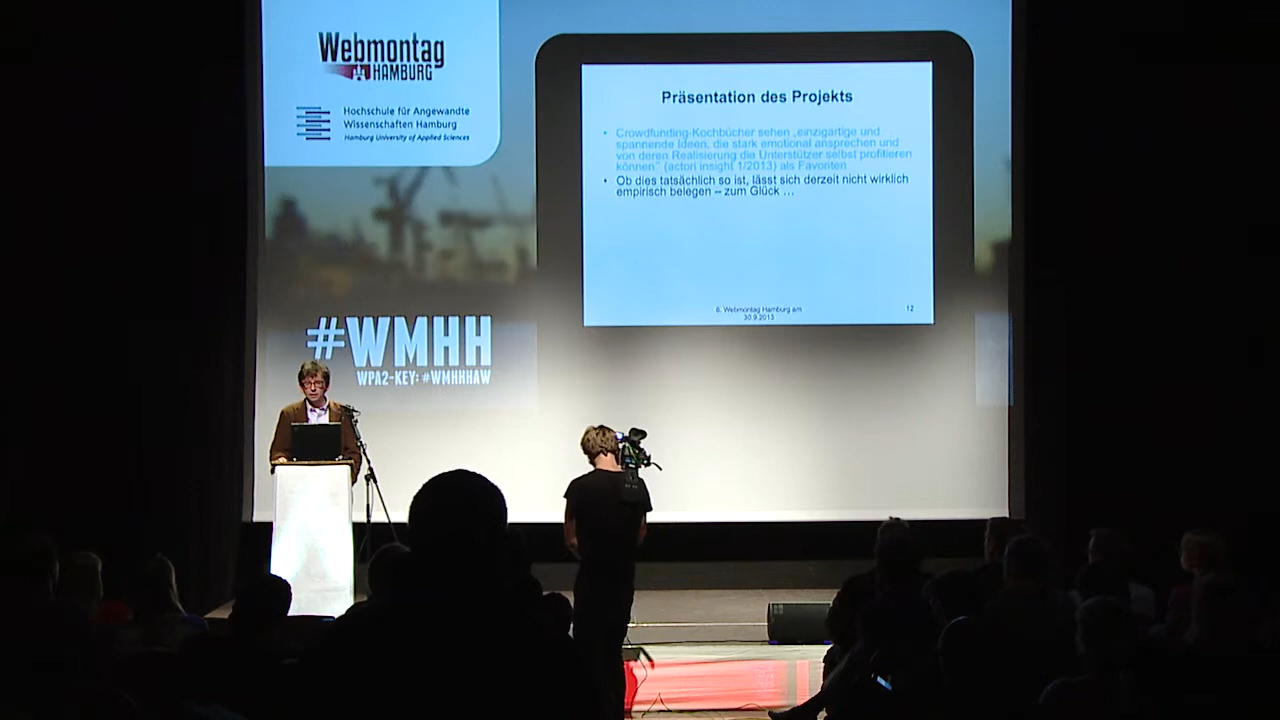 Webmontag
HAMBURG
Hochschule für Angewandte
Wissenschaften Hamburg
Hamburg University of Applied Sciences
Präsentation des Projekts
• Crowdfunding-Kochbücher sehen „einzigartige und
spannende Ideen, die stark emotional ansprechen und
von deren Realisierung die Unterstützer selbst profitieren
können“ (actori insight 1/2013) als Favoriten
• Ob dies tatsächlich so ist, lässt sich derzeit nicht wirklich
empirisch belegen – zum Glück ...
6. Webmontag Hamburg am
30.9.2013
12
#WMHH
WPA2-KEY: #WMHHHAW